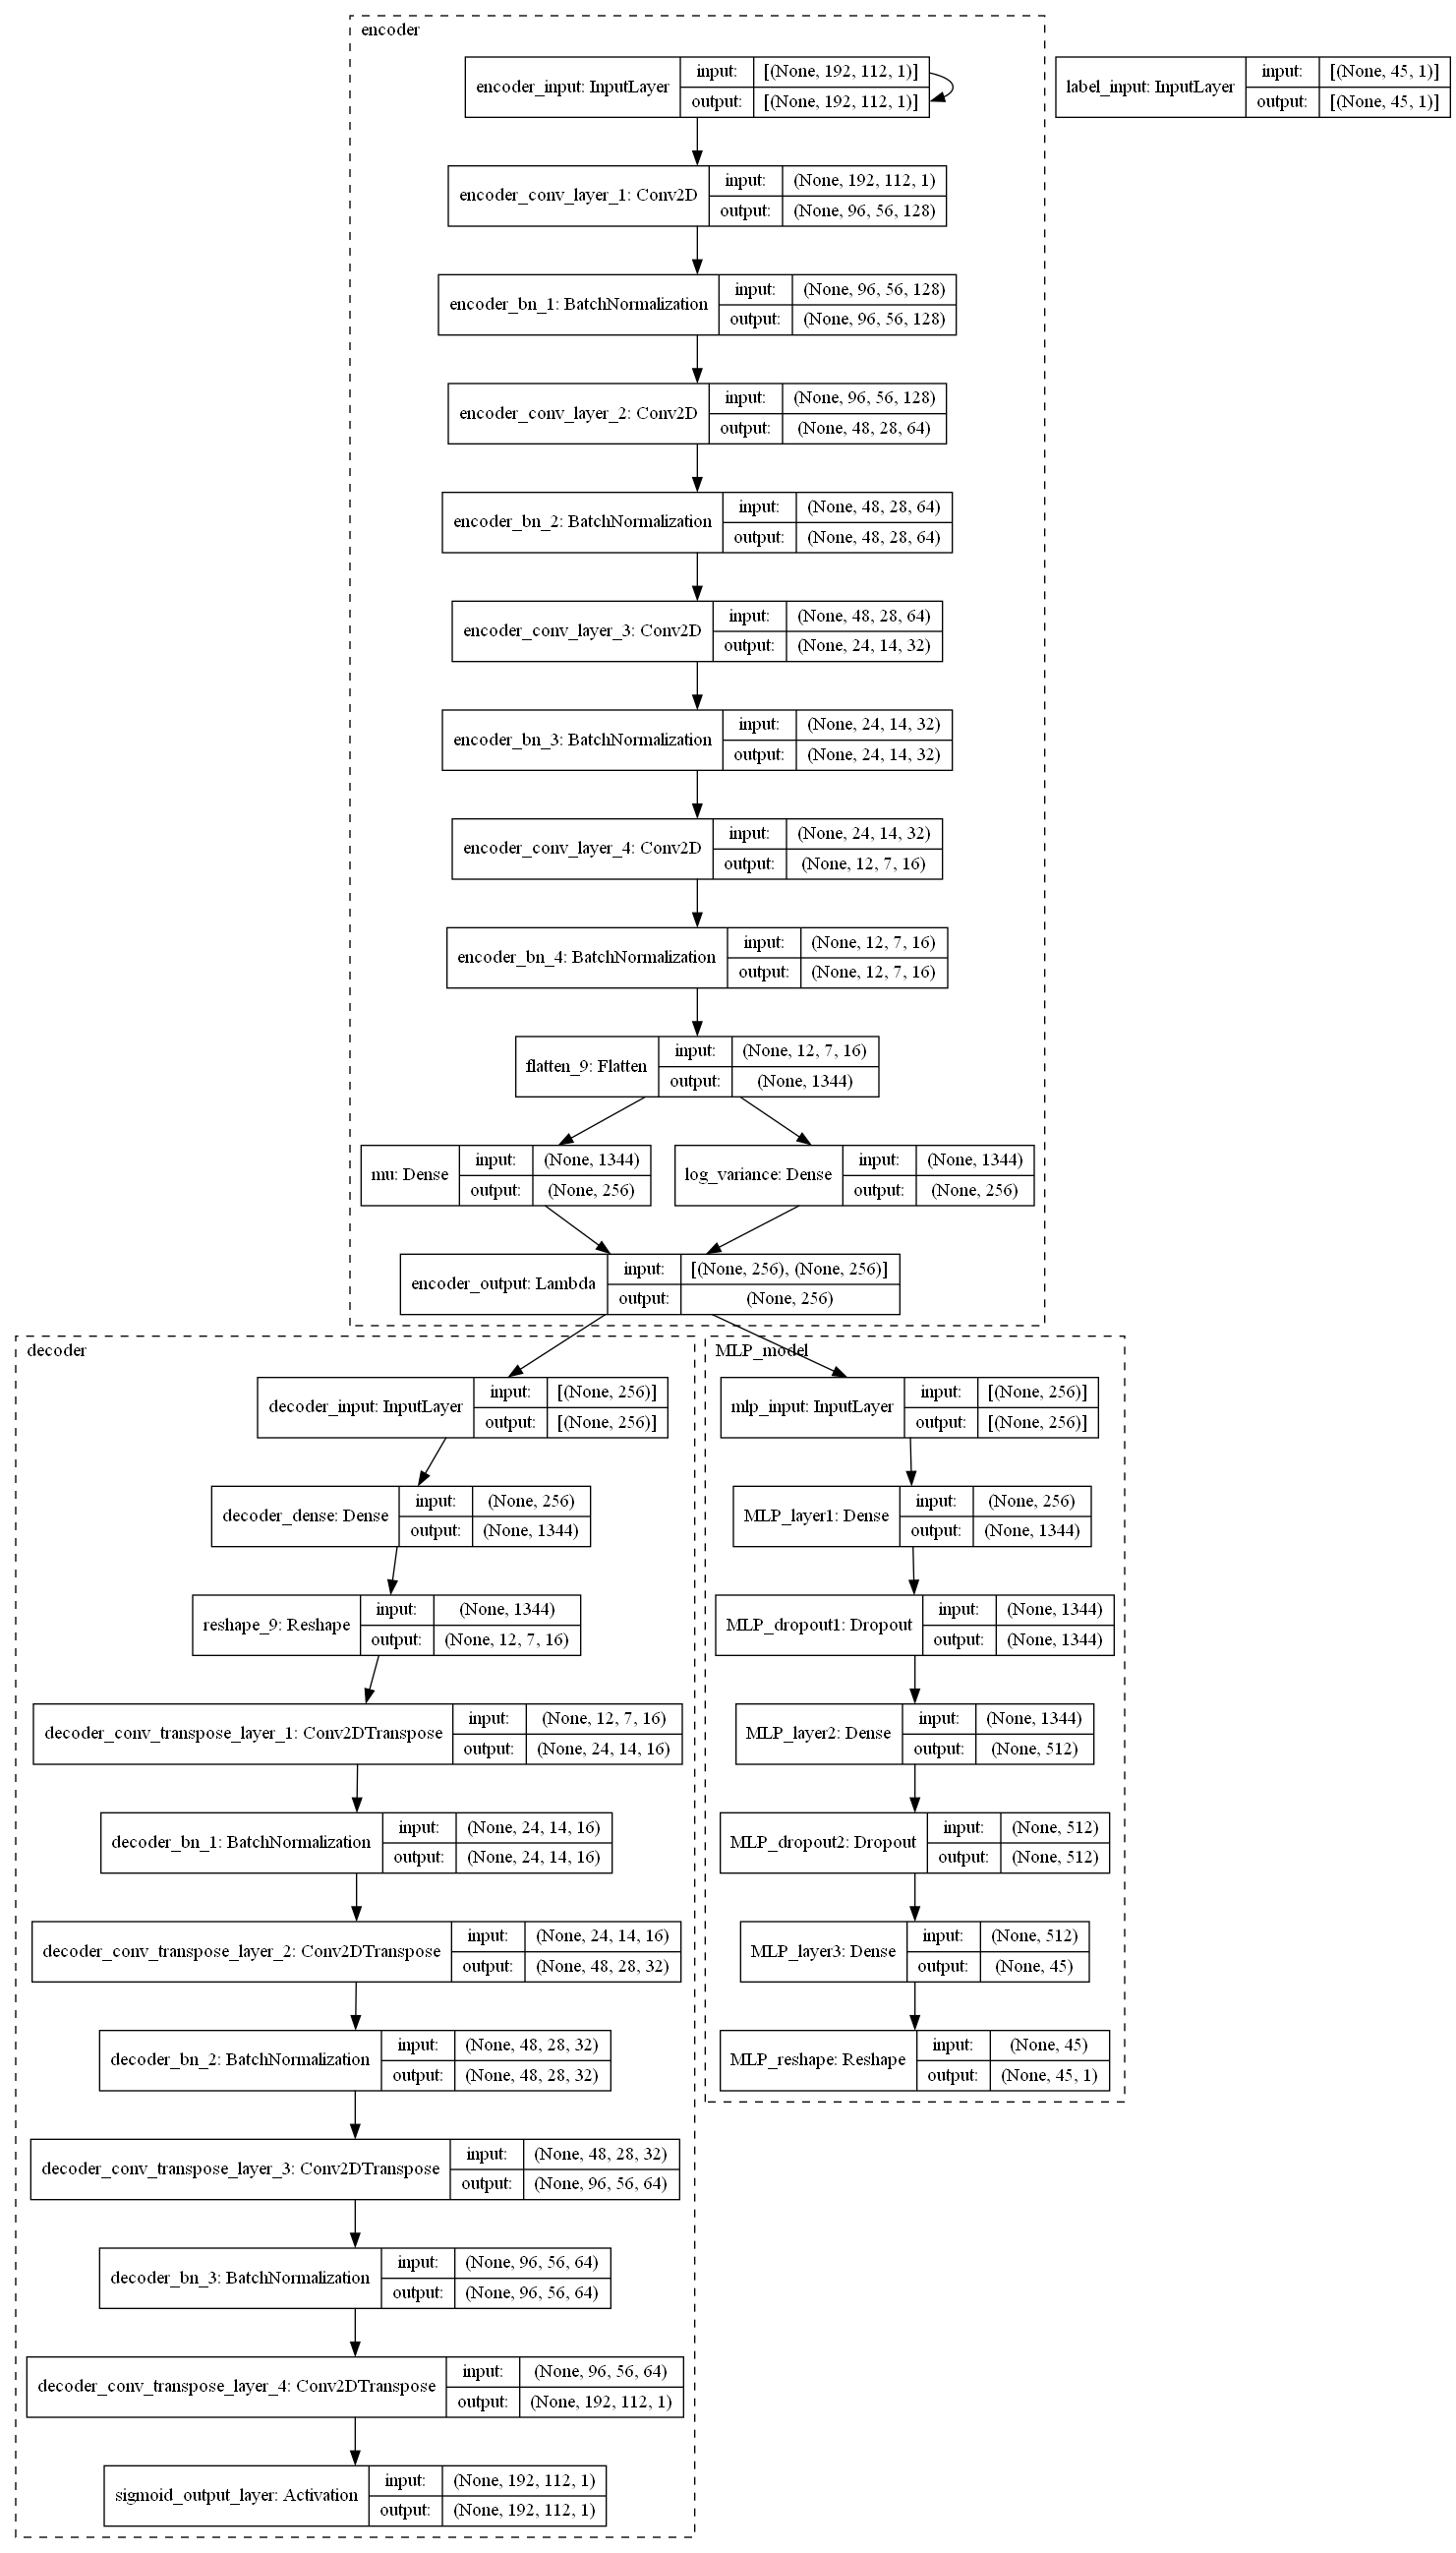 encoder
encoder_input: InputLayer
input:
[(None, 192, 112, 1)]
output:
[(None, 192, 112, 1)]
label_input: InputLayer
input:
[(None, 45, 1)]
output:
[(None, 45, 1)]
encoder_conv_layer_1: Conv2D
input:
(None, 192, 112, 1)
output:
(None, 96, 56, 128)
encoder_bn_1: BatchNormalization
input:
(None, 96, 56, 128)
output:
(None, 96, 56, 128)
encoder_conv_layer_2: Conv2D
input:
(None, 96, 56, 128)
output:
(None, 48, 28, 64)
encoder_bn_2: BatchNormalization
input:
(None, 48, 28, 64)
output:
(None, 48, 28, 64)
encoder_conv_layer_3: Conv2D
input:
(None, 48, 28, 64)
output:
(None, 24, 14, 32)
encoder_bn_3: BatchNormalization
input:
(None, 24, 14, 32)
output:
(None, 24, 14, 32)
encoder_conv_layer_4: Conv2D
input:
(None, 24, 14, 32)
output:
(None, 12, 7, 16)
encoder_bn_4: BatchNormalization
input:
(None, 12, 7, 16)
output:
(None, 12, 7, 16)
flatten_9: Flatten
input:
(None, 12, 7, 16)
output:
(None, 1344)
mu: Dense
input:
(None, 1344)
output:
(None, 256)
log_variance: Dense
input:
(None, 1344)
output:
(None, 256)
encoder_output: Lambda
input:
[(None, 256), (None, 256)]
output:
(None, 256)
decoder
decoder_input: InputLayer
input:
[(None, 256)]
output:
[(None, 256)]
decoder_dense: Dense
input:
(None, 256)
output:
(None, 1344)
reshape_9: Reshape
input:
(None, 1344)
output:
(None, 12, 7, 16)
decoder_conv_transpose_layer_1: Conv2DTranspose
input:
(None, 12, 7, 16)
output:
(None, 24, 14, 16)
decoder_bn_1: BatchNormalization
input:
(None, 24, 14, 16)
output:
(None, 24, 14, 16)
decoder_conv_transpose_layer_2: Conv2DTranspose
input:
(None, 24, 14, 16)
output:
(None, 48, 28, 32)
decoder_bn_2: BatchNormalization
input:
(None, 48, 28, 32)
output:
(None, 48, 28, 32)
decoder_conv_transpose_layer_3: Conv2DTranspose
input:
(None, 48, 28, 32)
output:
(None, 96, 56, 64)
decoder_bn_3: BatchNormalization
input:
(None, 96, 56, 64)
output:
(None, 96, 56, 64)
decoder_conv_transpose_layer_4: Conv2DTranspose
input:
(None, 96, 56, 64)
output:
(None, 192, 112, 1)
sigmoid_output_layer: Activation
input:
(None, 192, 112, 1)
output:
(None, 192, 112, 1)
MLP_model
mlp_input: InputLayer
input:
[(None, 256)]
output:
[(None, 256)]
MLP_layer1: Dense
input:
(None, 256)
output:
(None, 1344)
MLP_dropout1: Dropout
input:
(None, 1344)
output:
(None, 1344)
MLP_layer2: Dense
input:
(None, 1344)
output:
(None, 512)
MLP_dropout2: Dropout
input:
(None, 512)
output:
(None, 512)
MLP_layer3: Dense
input:
(None, 512)
output:
(None, 45)
MLP_reshape: Reshape
input:
(None, 45)
output:
(None, 45, 1)